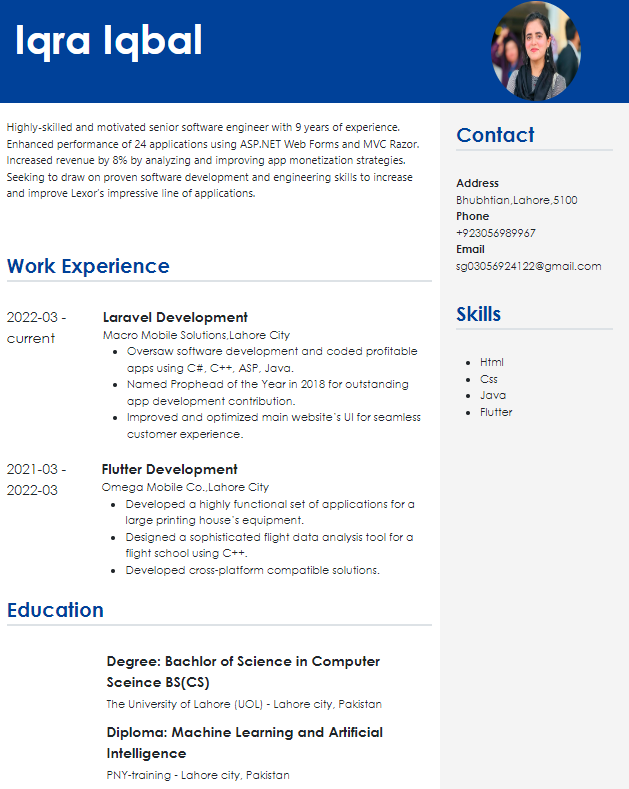 Iqra Iqbal
Highly-skilled and motivated senior software engineer with 9 years of experience.
Enhanced performance of 24 applications using ASP.NET Web Forms and MVC Razor.
Increased revenue by 8% by analyzing and improving app monetization strategies.
Seeking to draw on proven software development and engineering skills to increase
and improve Lexor's impressive line of applications.
Work Experience
2022-03 -
current
Laravel Development
Macro Mobile Solutions,Lahore City
• Oversaw software development and coded profitable
apps using C#, C++, ASP, Java.
• Named Prophead of the Year in 2018 for outstanding
app development contribution.
• Improved and optimized main website's UI for seamless
customer experience.
2021-03 -
2022-03
Flutter Development
Omega Mobile Co.,Lahore City
• Developed a highly functional set of applications for a
large printing house's equipment.
• Designed a sophisticated flight data analysis tool for a
flight school using C++.
• Developed cross-platform compatible solutions.
Education
Degree: Bachlor of Science in Computer
Sceince BS(CS)
The University of Lahore (UOL) - Lahore city, Pakistan
Diploma: Machine Learning and Artificial
Intelligence
PNY-training - Lahore city, Pakistan
Contact
Address
Bhubhtian,Lahore,5100
Phone
+923056989967
Email
sg03056924122@gmail.com
Skills
• Html
• Css
• Java
• Flutter